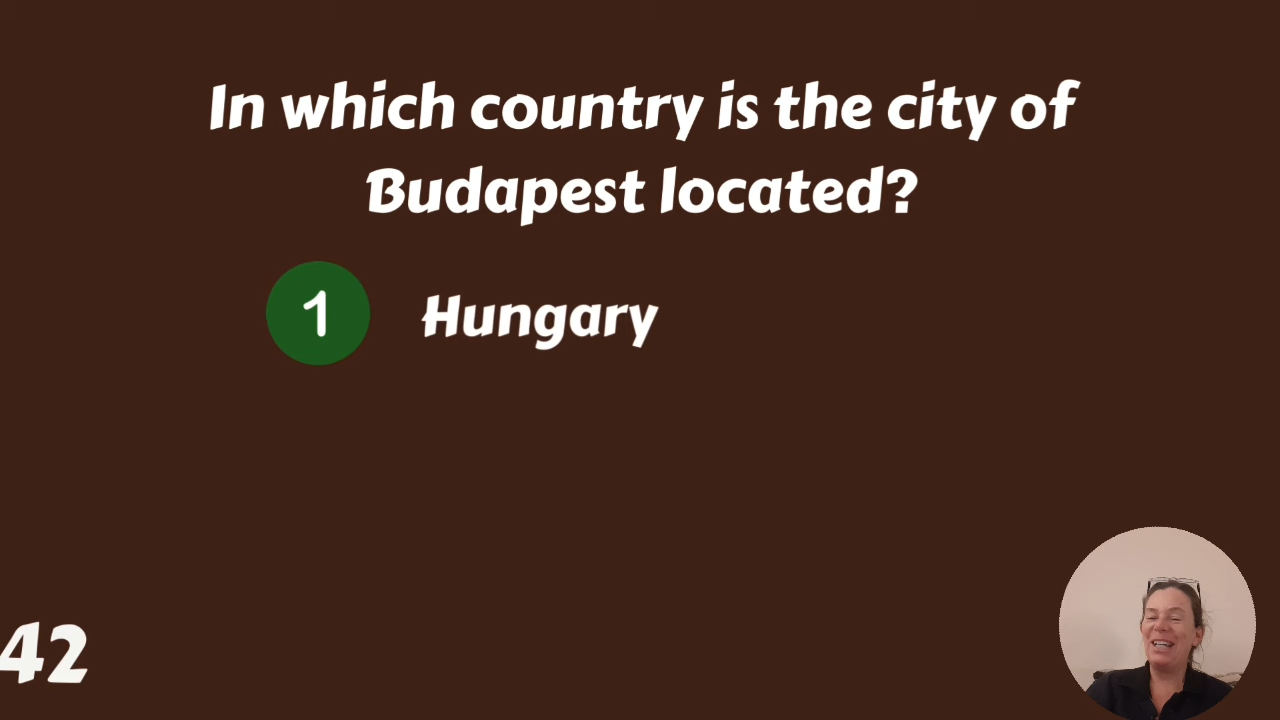 In which country is the city of
Budapest located?
1 Hungary
42